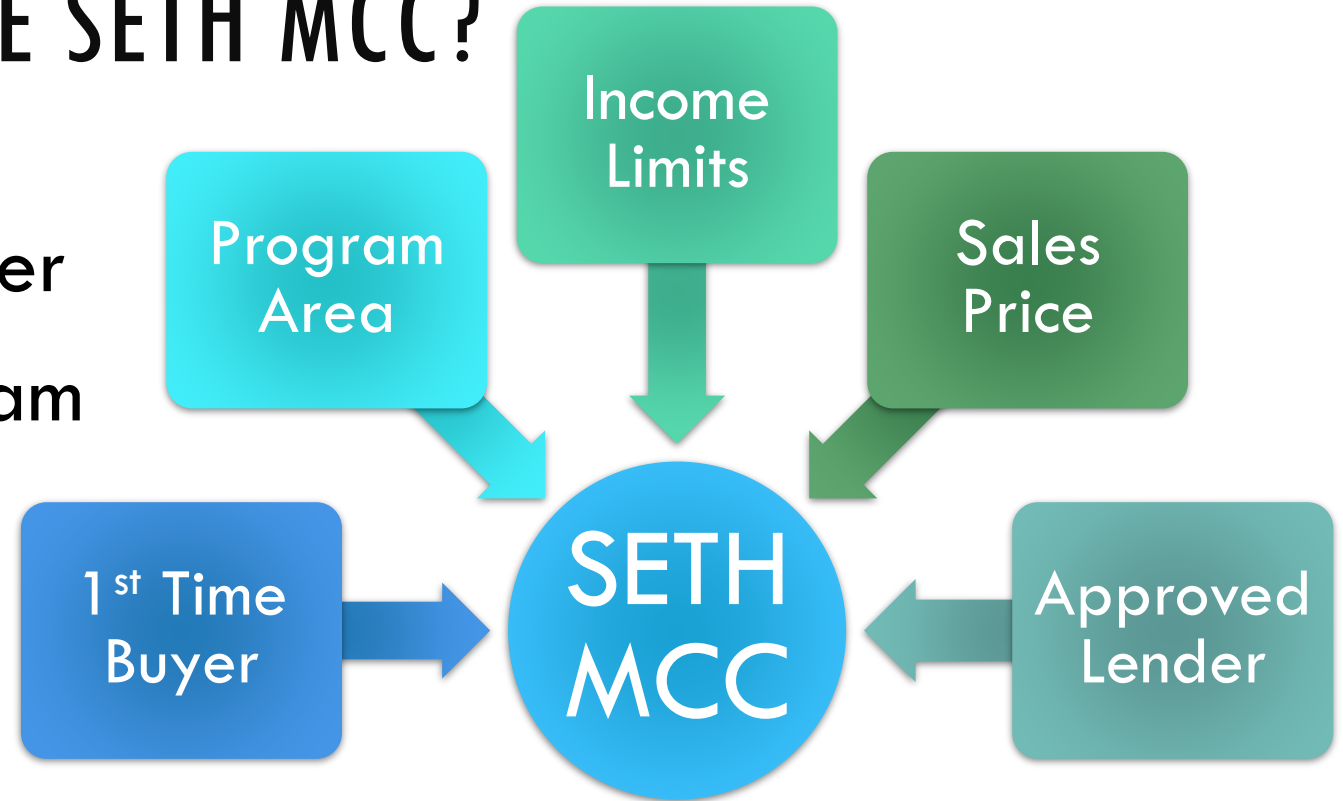 E SETH MCC?
er
am
Income
Limits
Program
Area
Sales
Price
1st Time
Buyer
SETH
MCC
Approved
Lender